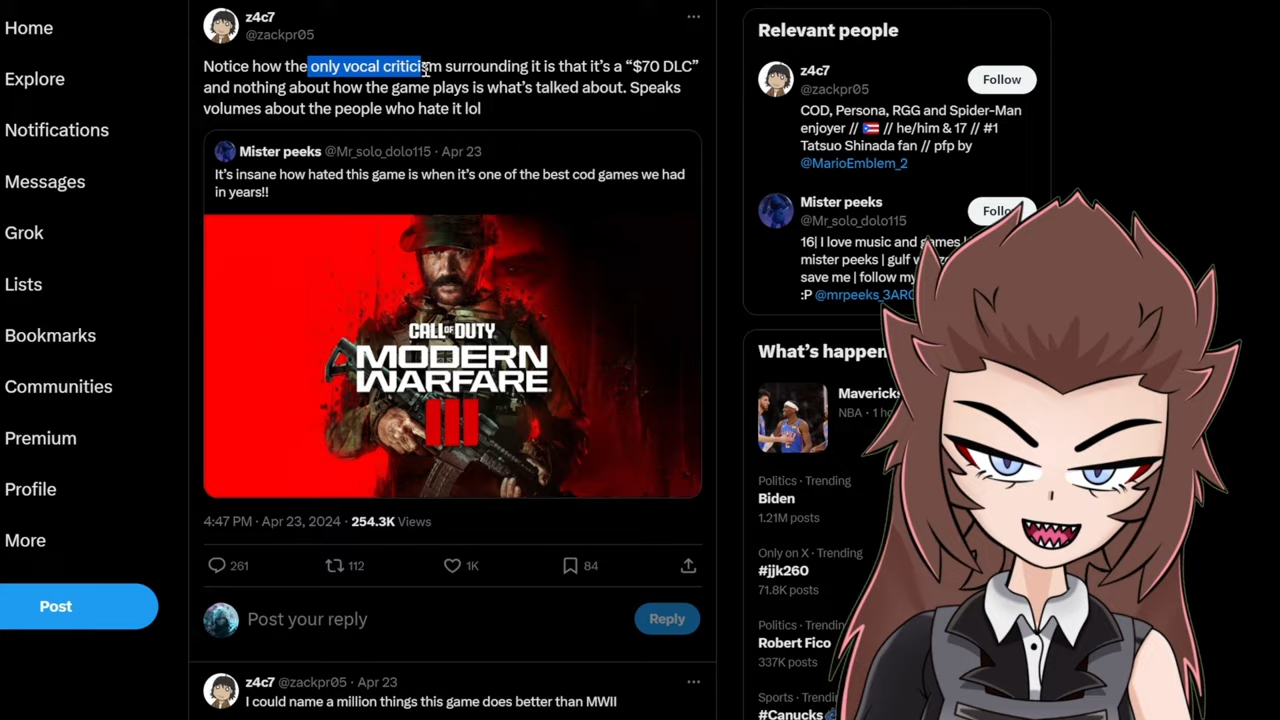 Home
Explore
Notifications
Messages
Grok
Lists
Bookmarks
Communities
Premium
Profile
More
Post
z4c7
@zackpr05
Notice how the only vocal criticism surrounding it is that it's a “$70 DLC”
and nothing about how the game plays is what's talked about. Speaks
volumes about the people who hate it lol
Mister peeks @Mr_solo_dolo115 · Apr 23
It's insane how hated this game is when it's one of the best cod games we had
in years!!
CALL OF DUTY
MODERN
WARFARE
III
4:47 PM · Apr 23, 2024 · 254.3K Views
261 112 1K 84
Post your reply
Reply
z4c7 @zackpr05 · Apr 23
I could name a million things this game does better than MWII
Relevant people
z4c7
@zackpr05
Follow
COD, Persona, RGG and Spider-Man
enjoyer // 🇵🇷 // he/him & 17 // #1
Tatsuo Shinada fan // pfp by
@MarioEmblem_2
Mister peeks
@Mr_solo_dolo115
16| I love music and games
mister peeks | gulf
save me | follow my
:P @mrpeeks_3ARC
What's
Mavericks
NBA · 1
Politics · Trending
Biden
1.21M posts
Only on X · Trending
#jjk260
71.8K posts
Politics ·
Robert Fico
337K posts
Sports ·
#Canucks